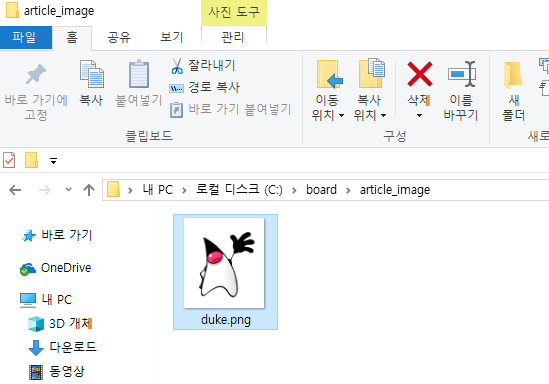 article_image
사진 도구
파일
홈
공유
보기
관리
바로 가기에
고정
복사
붙여넣기
잘라내기
경로 복사
바로 가기 붙여넣기
이동
위치
복사
위치
삭제
이름
바꾸기
새
폴더
클립보드
구성
새로
내 PC > 로컬 디스크 (C:) > board > article_image
바로 가기
OneDrive
내 PC
3D 개체
다운로드
동영상
duke.png